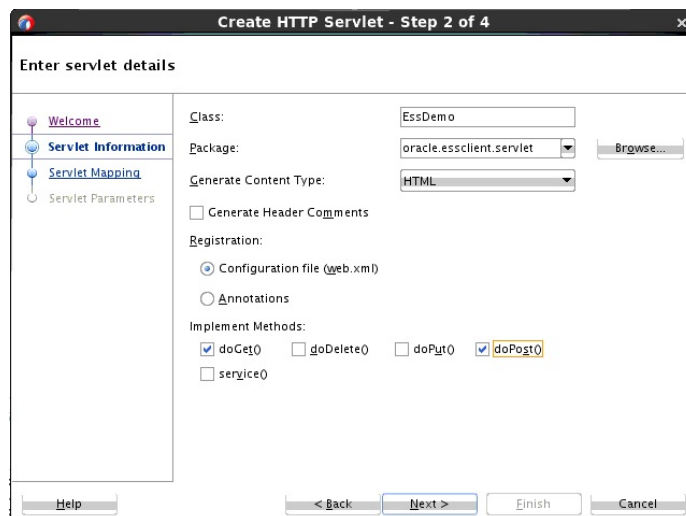 Create HTTP Servlet - Step 2 of 4
Enter servlet details
Welcome
Servlet Information
Servlet Mapping
Servlet Parameters
Class: EssDemo
Package: oracle.essclient.servlet Browse...
Generate Content Type: HTML
Generate Header Comments
Registration:
Configuration file (web.xml)
Annotations
Implement Methods:
doGet() doDelete() doPut() doPost()
service()
Help < Back Next > Finish Cancel